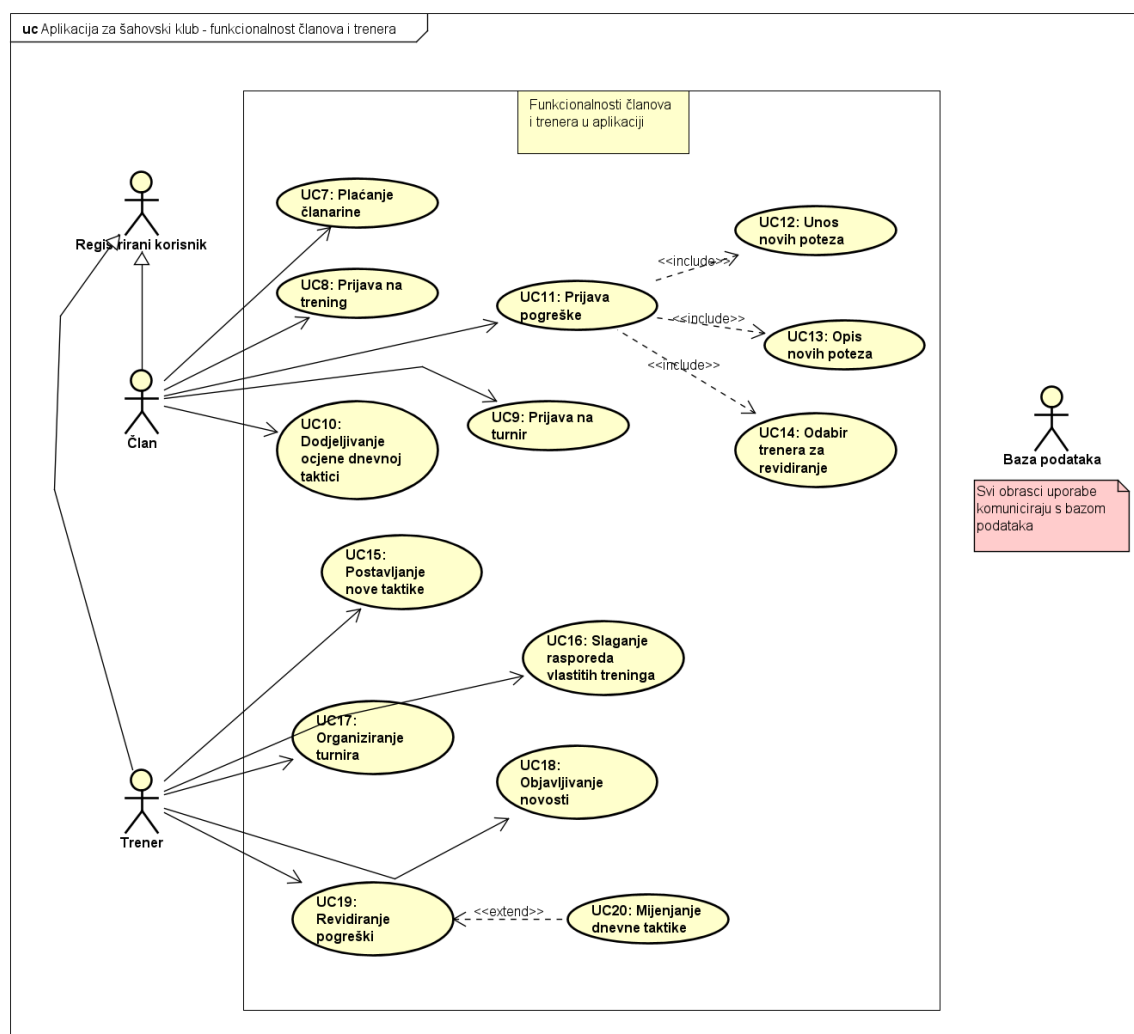 uc Aplikacija za šahovski klub - funkcionalnost članova i trenera
Funkcionalnosti članova
i trenera u aplikaciji
UC7: Plaćanje
članarine
UC12: Unos
novih poteza
Regis rirani korisnik
<<include>>
UC8: Prijava na
trening
UC11: Prijava
pogreške
<<include>>
UC13: Opis
novih poteza
<<include>>
Član
UC10:
Dodjeljivanje
ocjene dnevnoj
taktici
UC9: Prijava na
turnir
UC14: Odabir
trenera za
revidiranje
Baza podataka
Svi obrasci uporabe
komuniciraju s bazom
podataka
UC15:
Postavljanje
nove taktike
UC16: Slaganje
rasporeda
vlastitih treninga
UC17:
Organiziranje
turnira
UC18:
Objavljivanje
novosti
Trener
UC19:
Revidiranje
pogreški
<<extend>>
UC20: Mijenjanje
dnevne taktike